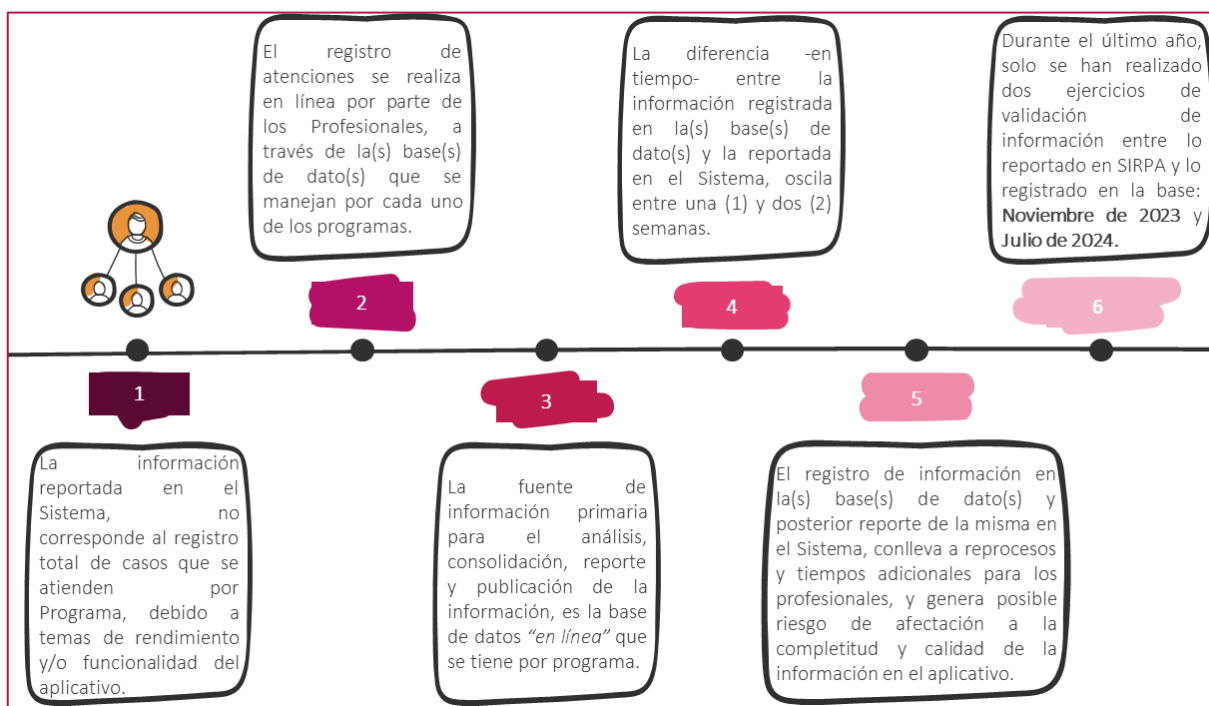 1
La información
reportada en el
Sistema, no
corresponde al registro
total de casos que se
atienden por
Programa, debido a
temas de rendimiento
y/o funcionalidad del
aplicativo.
El registro de
atenciones se realiza
en línea por parte de
los Profesionales, a
través de la(s) base(s)
de dato(s) que se
manejan por cada uno
de los programas.
2
3
La fuente de
información primaria
para el análisis,
consolidación, reporte
y publicación de la
información, es la base
de datos “en línea” que
se tiene por programa.
La diferencia -en
tiempo- entre la
información registrada
en la(s) base(s) de
dato(s) y la reportada
en el Sistema, oscila
entre una (1) y dos (2)
semanas.
4
5
El registro de información en
la(s) base(s) de dato(s) y
posterior reporte de la misma en
el Sistema, conlleva a reprocesos
y tiempos adicionales para los
profesionales, y genera posible
riesgo de afectación a la
completitud y calidad de la
información en el aplicativo.
Durante el último año,
solo se han realizado
dos ejercicios de
validación de
información entre lo
reportado en SIRPA y lo
registrado en la base:
Noviembre de 2023 y
Julio de 2024.
6